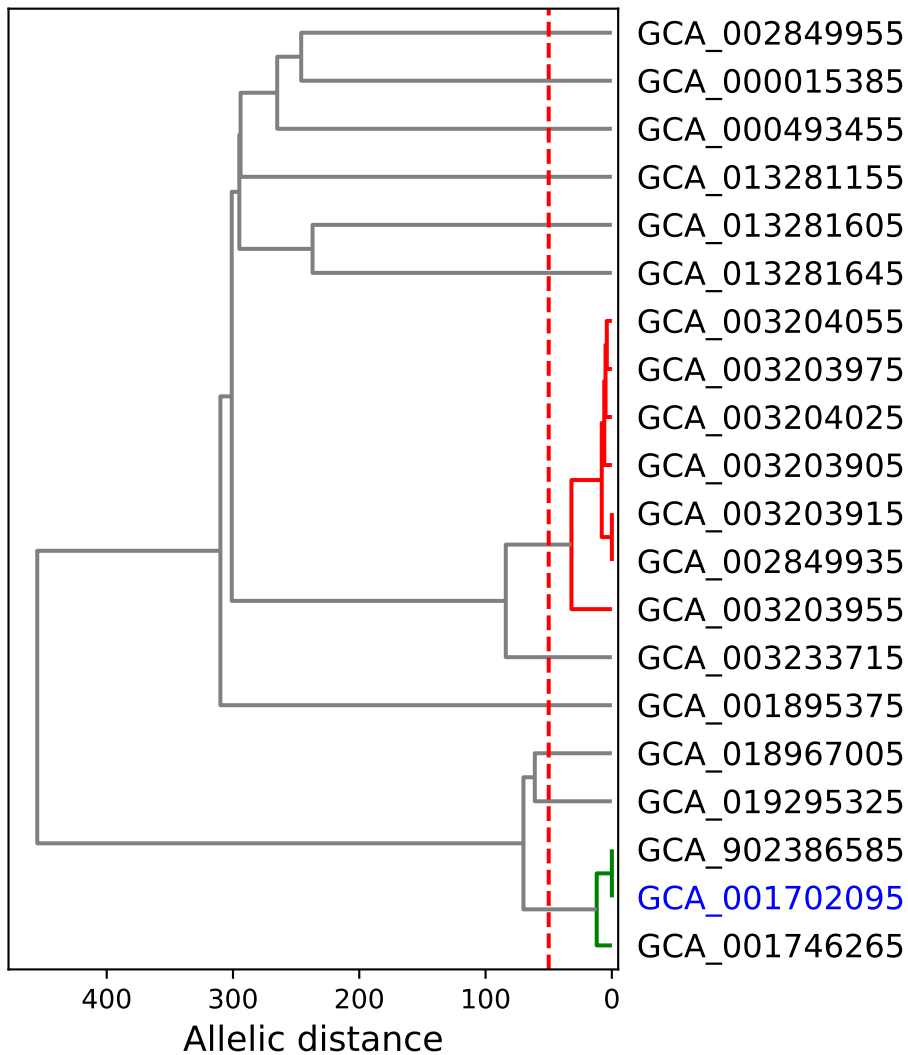 GCA_002849955
GCA_000015385
GCA_000493455
GCA_013281155
GCA_013281605
GCA_013281645
GCA_003204055
GCA_003203975
GCA_003204025
GCA_003203905
GCA_003203915
GCA_002849935
GCA_003203955
GCA_003233715
GCA_001895375
GCA_018967005
GCA_019295325
GCA_902386585
GCA_001702095
GCA_001746265
400 300 200 100 0
Allelic distance